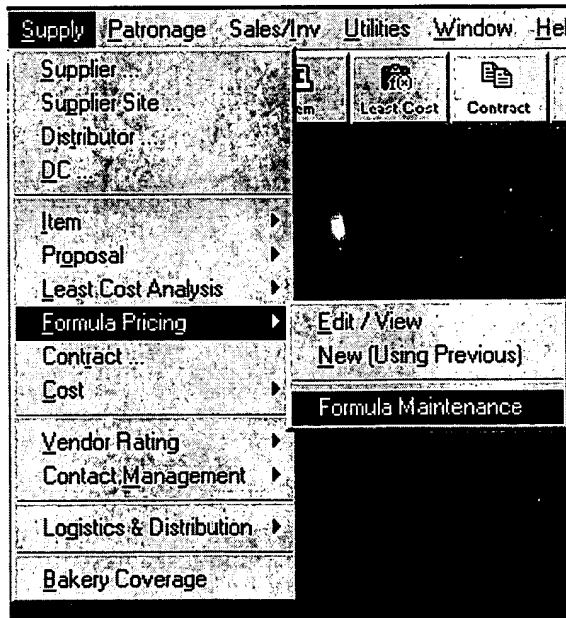 Supply Patronage Sales/Inv Utilities Window Hel
Supplier ...
Supplier Site ...
Distributor ...
DC ...
em Least Cost Contract
Item
Proposal
Least Cost Analysis
Formula Pricing
Edit / View
New (Using Previous)
Formula Maintenance
Contract ...
Cost
Vendor Rating
Contact Management
Logistics & Distribution
Bakery Coverage